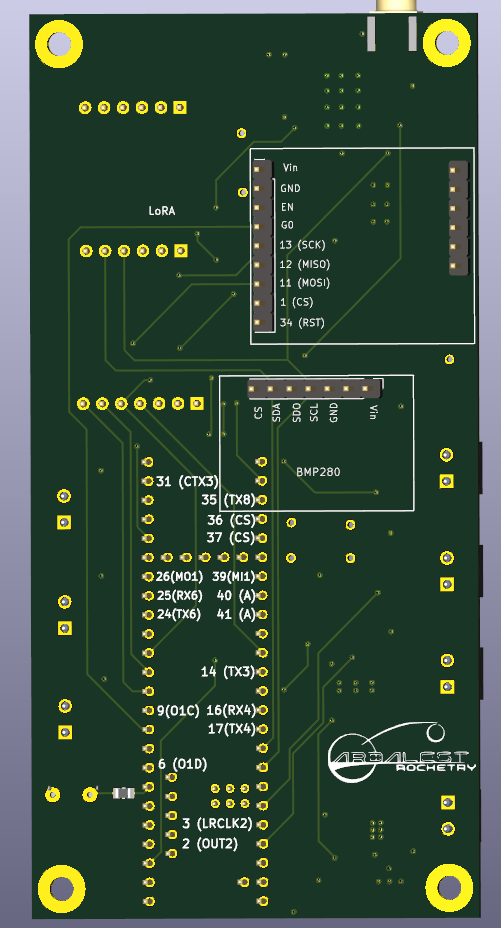 Vin
GND
EN
LoRA
G0
13 (SCK)
12 (MISO)
11 (MOSI)
1 (CS)
34 (RST)
CS
SDA
SDO
SCL
GND
Vin
BMP280
31 (CTX3)
35 (TX8)
36 (CS)
37 (CS)
26(MO1) 39(MI1)
25(RX6) 40 (A)
24(TX6) 41 (A)
14 (TX3)
9(O1C) 16(RX4)
17(TX4)
ARBALEST
ROCKETRY
6 (O1D)
3 (LRCLK2)
2 (OUT2)